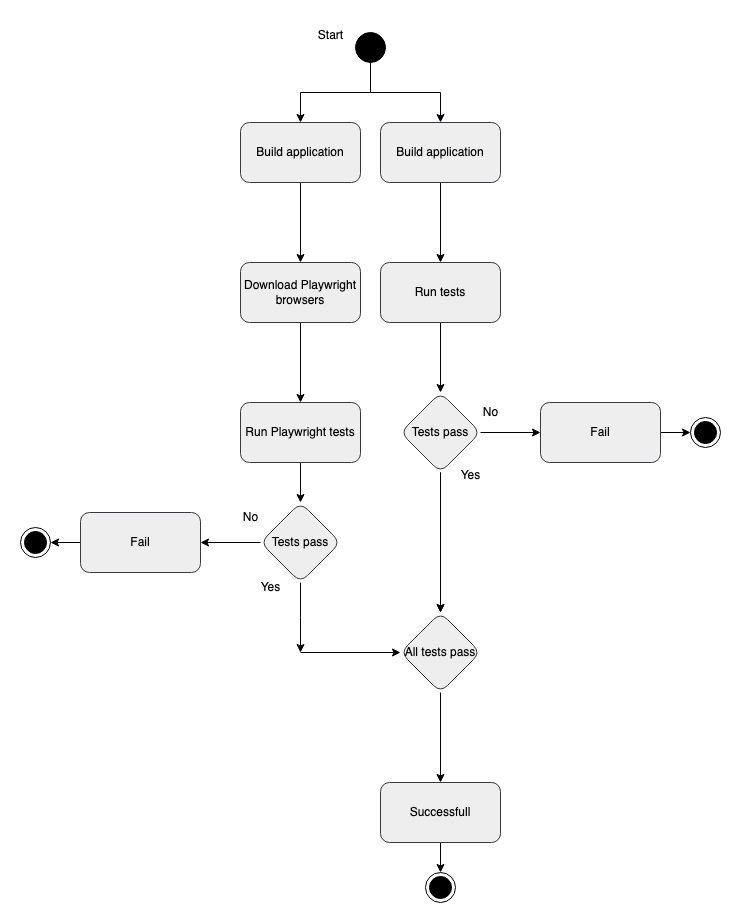 Start
Build application
Build application
Download Playwright
browsers
Run tests
Run Playwright tests
Tests pass
No
Fail
Yes
No
Fail
Tests pass
Yes
All tests pass
Successfull